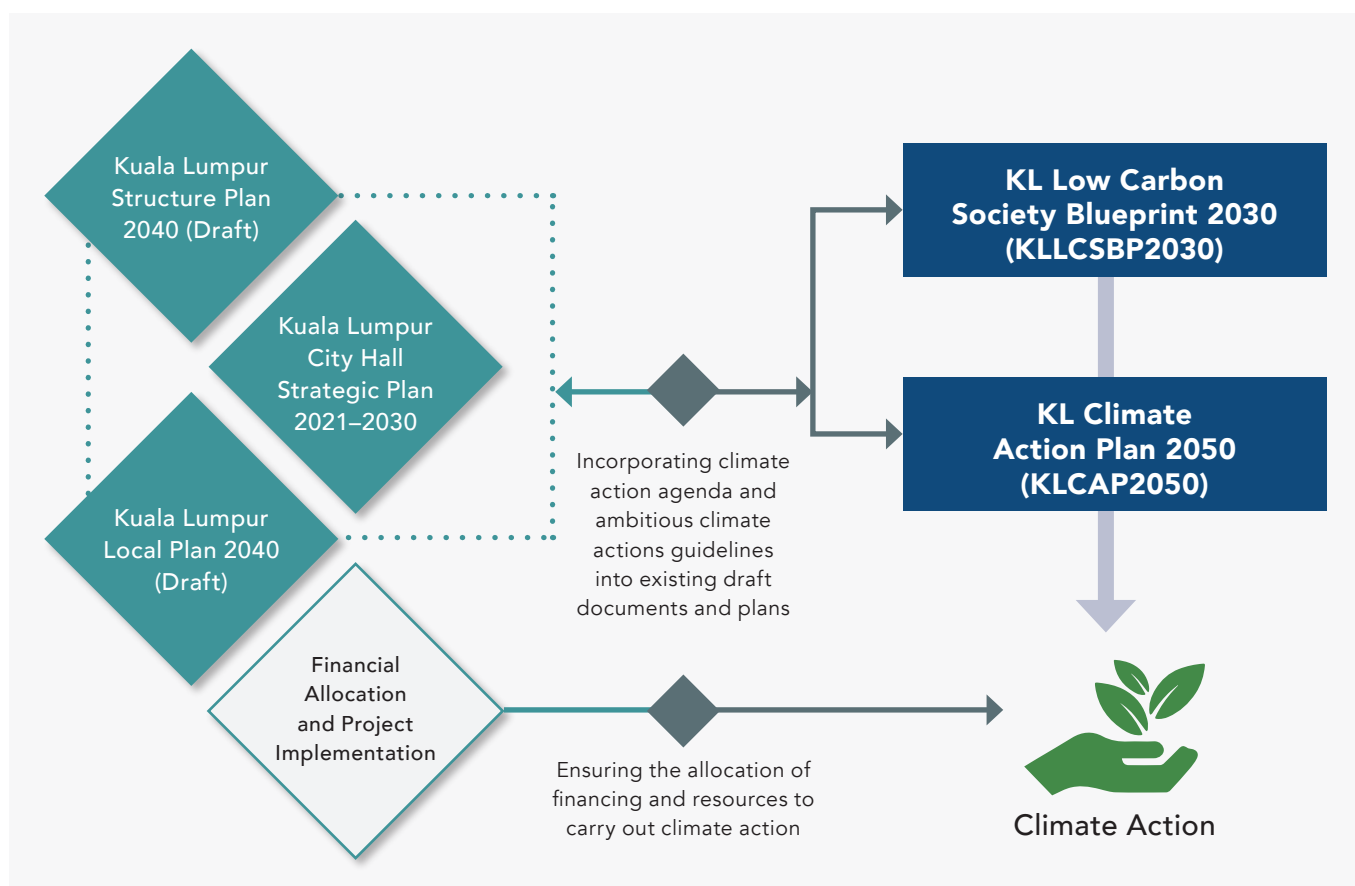 Kuala Lumpur
Structure Plan
2040 (Draft)
Kuala Lumpur
City Hall
Strategic Plan
2021–2030
Kuala Lumpur
Local Plan 2040
(Draft)
Financial
Allocation
and Project
Implementation
Incorporating climate
action agenda and
ambitious climate
actions guidelines
into existing draft
documents and plans
Ensuring the allocation of
financing and resources to
carry out climate action
KL Low Carbon
Society Blueprint 2030
(KLLCSBP2030)
KL Climate
Action Plan 2050
(KLCAP2050)
Climate Action